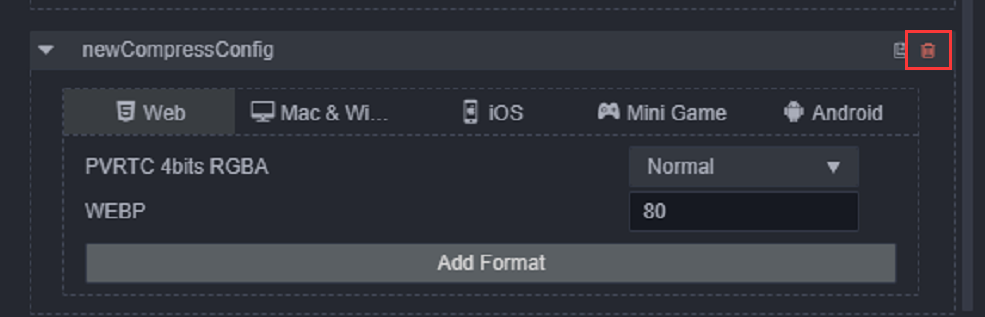 newCompressConfig
Web Mac & Wi... iOS Mini Game Android
PVRTC 4bits RGBA Normal
WEBP 80
Add Format